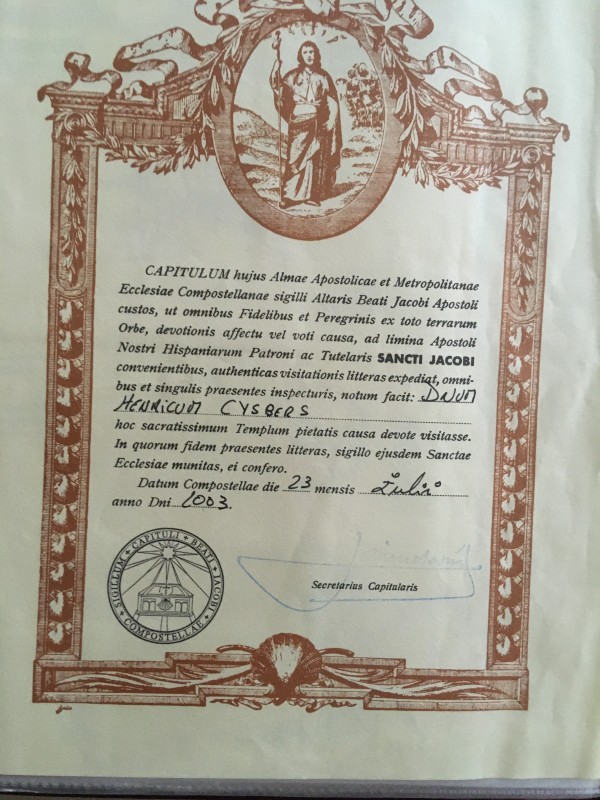 CAPITULUM hujus Almae Apostolicae et Metropolitanae
Ecclesiae Compostellanae sigilli Altaris Beati Jacobi Apostoli
custos, ut omnibus Fidelibus et Peregrinis ex toto terrarum
Orbe, devotionis affectu vel voti causa, ad limina Apostoli
Nostri Hispaniarum Patroni ac Tutelaris SANCTI JACOBI
convenientibus, authenticas visitationis litteras expediat, omni-
bus et singulis praesentes inspecturis, notum facit: DNUM
HENRICUM CYSBERS
hoc sacratissimum Templum pietatis causa devote visitasse.
In quorum fidem praesentes litteras, sigillo ejusdem Sanctae
Ecclesiae munitas, ei confero.
Datum Compostellae die 23 mensis Iulii
anno Dni 2003.
SIGILLUM CAPITULI BEATI JACOBI COMPOSTELLAE
Secretarius Capitularis